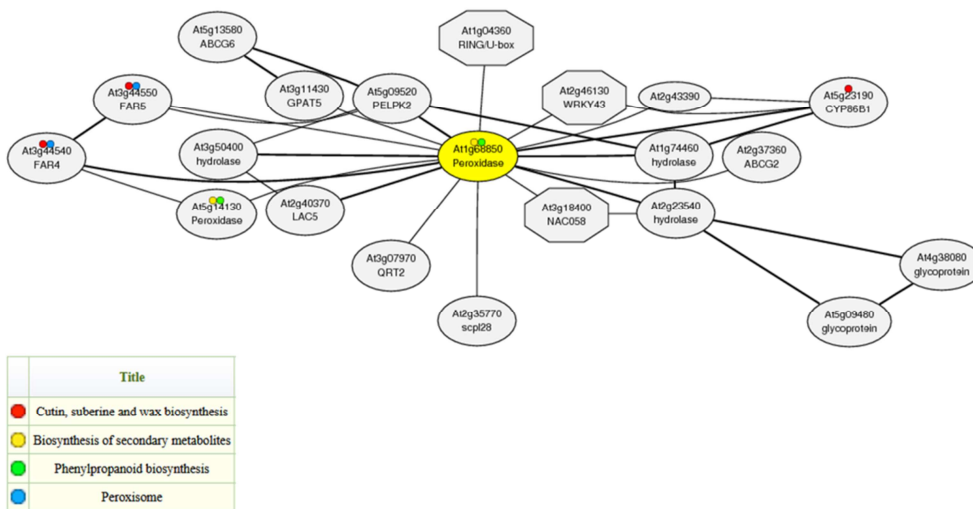 At5g13580
ABCG6
At1g04360
RING/U-box
At3g44550
FAR5
At3g11430
GPAT5
At5g09520
PELPK2
At2g46130
WRKY43
At2g43390
At5g23190
CYP86B1
At3g44540
FAR4
At3g50400
hydrolase
At1g68850
Peroxidase
At1g74460
hydrolase
At2g37360
ABCG2
At5g14130
Peroxidase
At2g40370
LAC5
At3g18400
NAC058
At2g23540
hydrolase
At3g07970
QRT2
At4g38080
glycoprotein
At2g35770
scpl28
At5g09480
glycoprotein
Title
Cutin, suberine and wax biosynthesis
Biosynthesis of secondary metabolites
Phenylpropanoid biosynthesis
Peroxisome